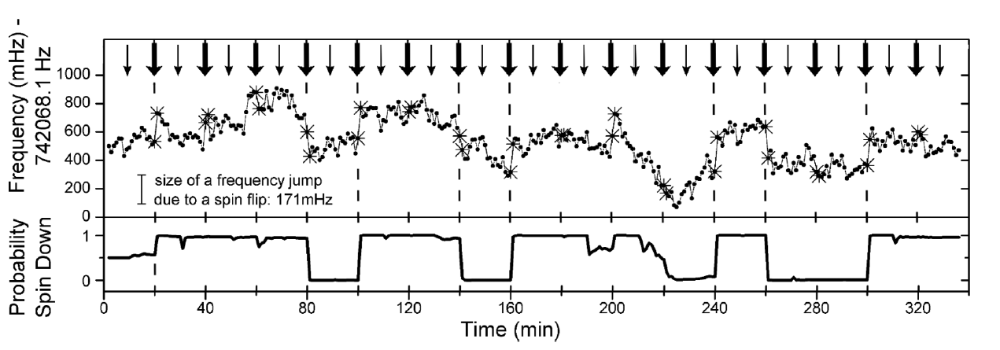 Frequency (mHz) -
742068.1 Hz
1000
800
600
400
200
0
size of a frequency jump
due to a spin flip: 171mHz
Probability
Spin Down
1
0
0 40 80 120 160 200 240 280 320
Time (min)